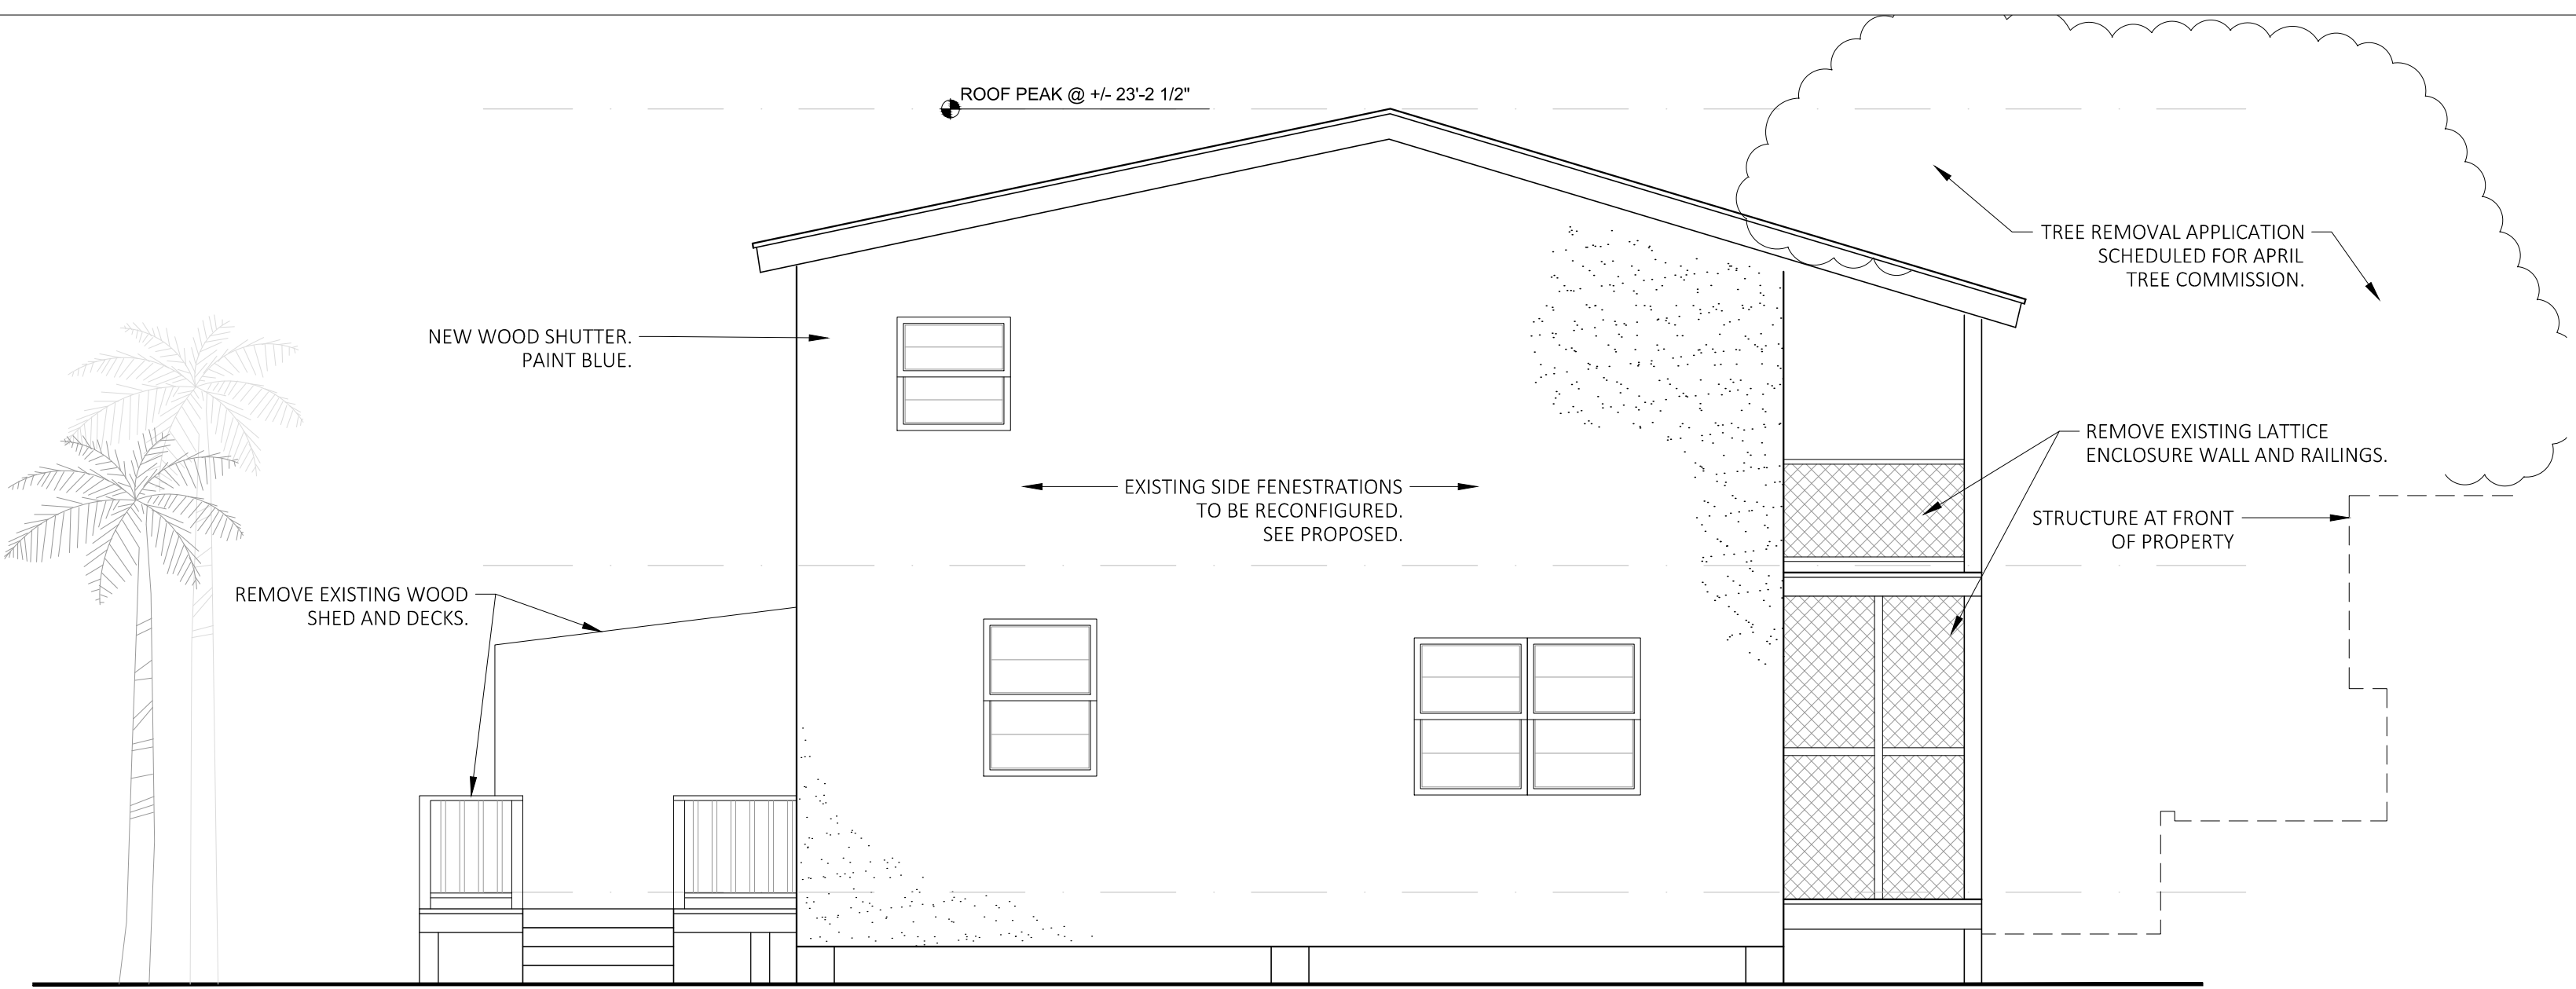 ROOF PEAK @ +/- 23'-2 1/2"
TREE REMOVAL APPLICATION
SCHEDULED FOR APRIL
TREE COMMISSION.
NEW WOOD SHUTTER.
PAINT BLUE.
REMOVE EXISTING LATTICE
ENCLOSURE WALL AND RAILINGS.
EXISTING SIDE FENESTRATIONS
TO BE RECONFIGURED.
SEE PROPOSED.
STRUCTURE AT FRONT
OF PROPERTY
REMOVE EXISTING WOOD
SHED AND DECKS.